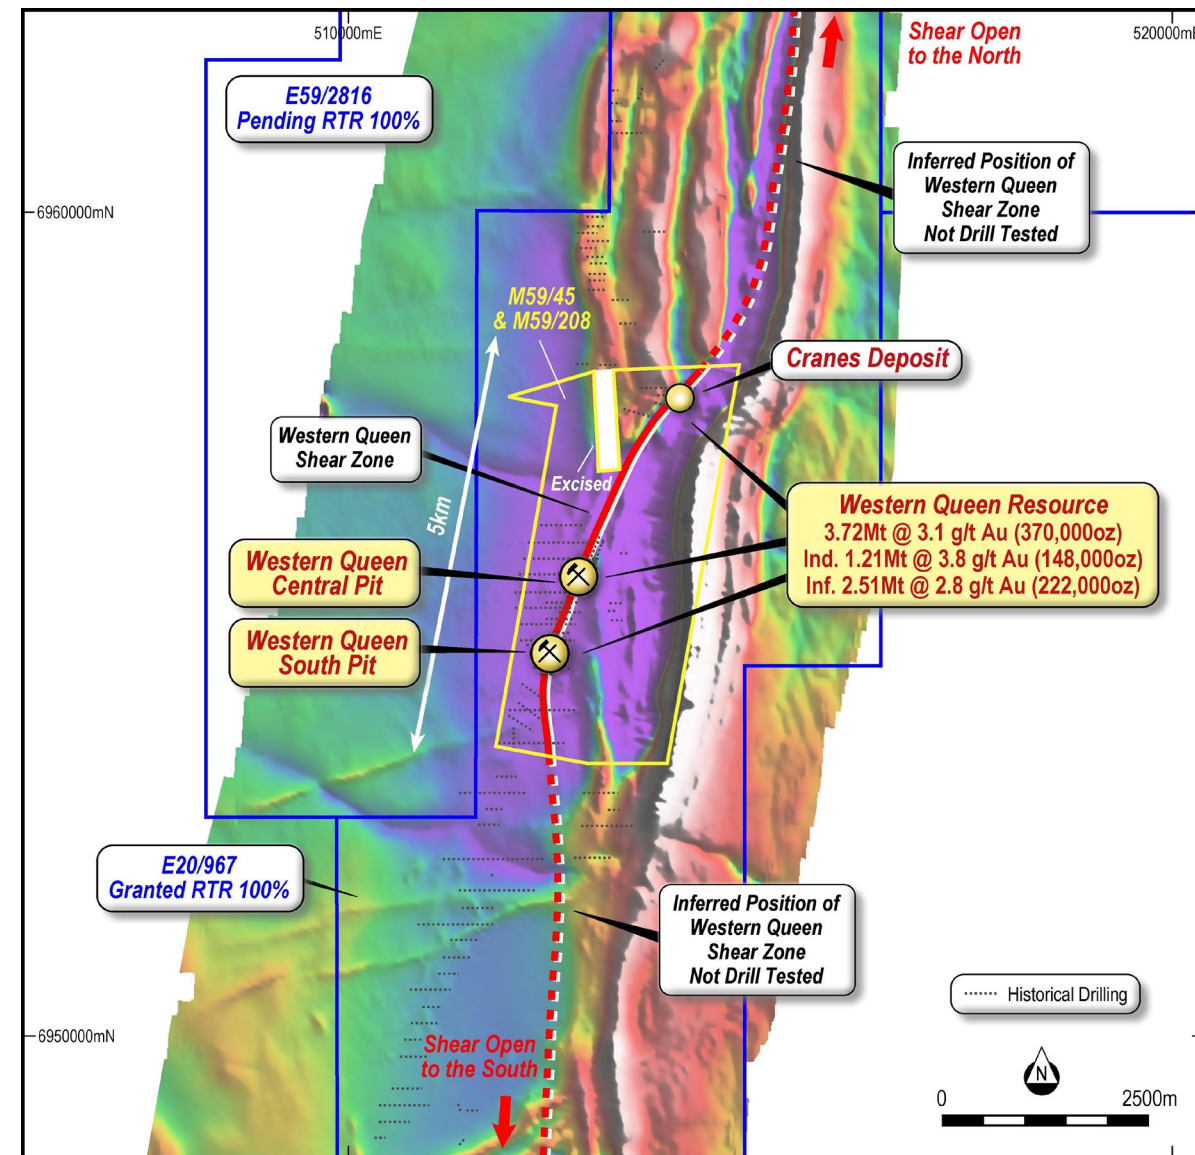 510000mE
520000mE
Shear Open
to the North
E59/2816
Pending RTR 100%
Inferred Position of
Western Queen
Shear Zone
Not Drill Tested
6960000mN
M59/45
& M59/208
Cranes Deposit
Western Queen
Shear Zone
Excised
5km
Western Queen Resource
3.72Mt @ 3.1 g/t Au (370,000oz)
Ind. 1.21Mt @ 3.8 g/t Au (148,000oz)
Inf. 2.51Mt @ 2.8 g/t Au (222,000oz)
Western Queen
Central Pit
Western Queen
South Pit
E20/967
Granted RTR 100%
Inferred Position of
Western Queen
Shear Zone
Not Drill Tested
Historical Drilling
6950000mN
Shear Open
to the South
N
0 2500m